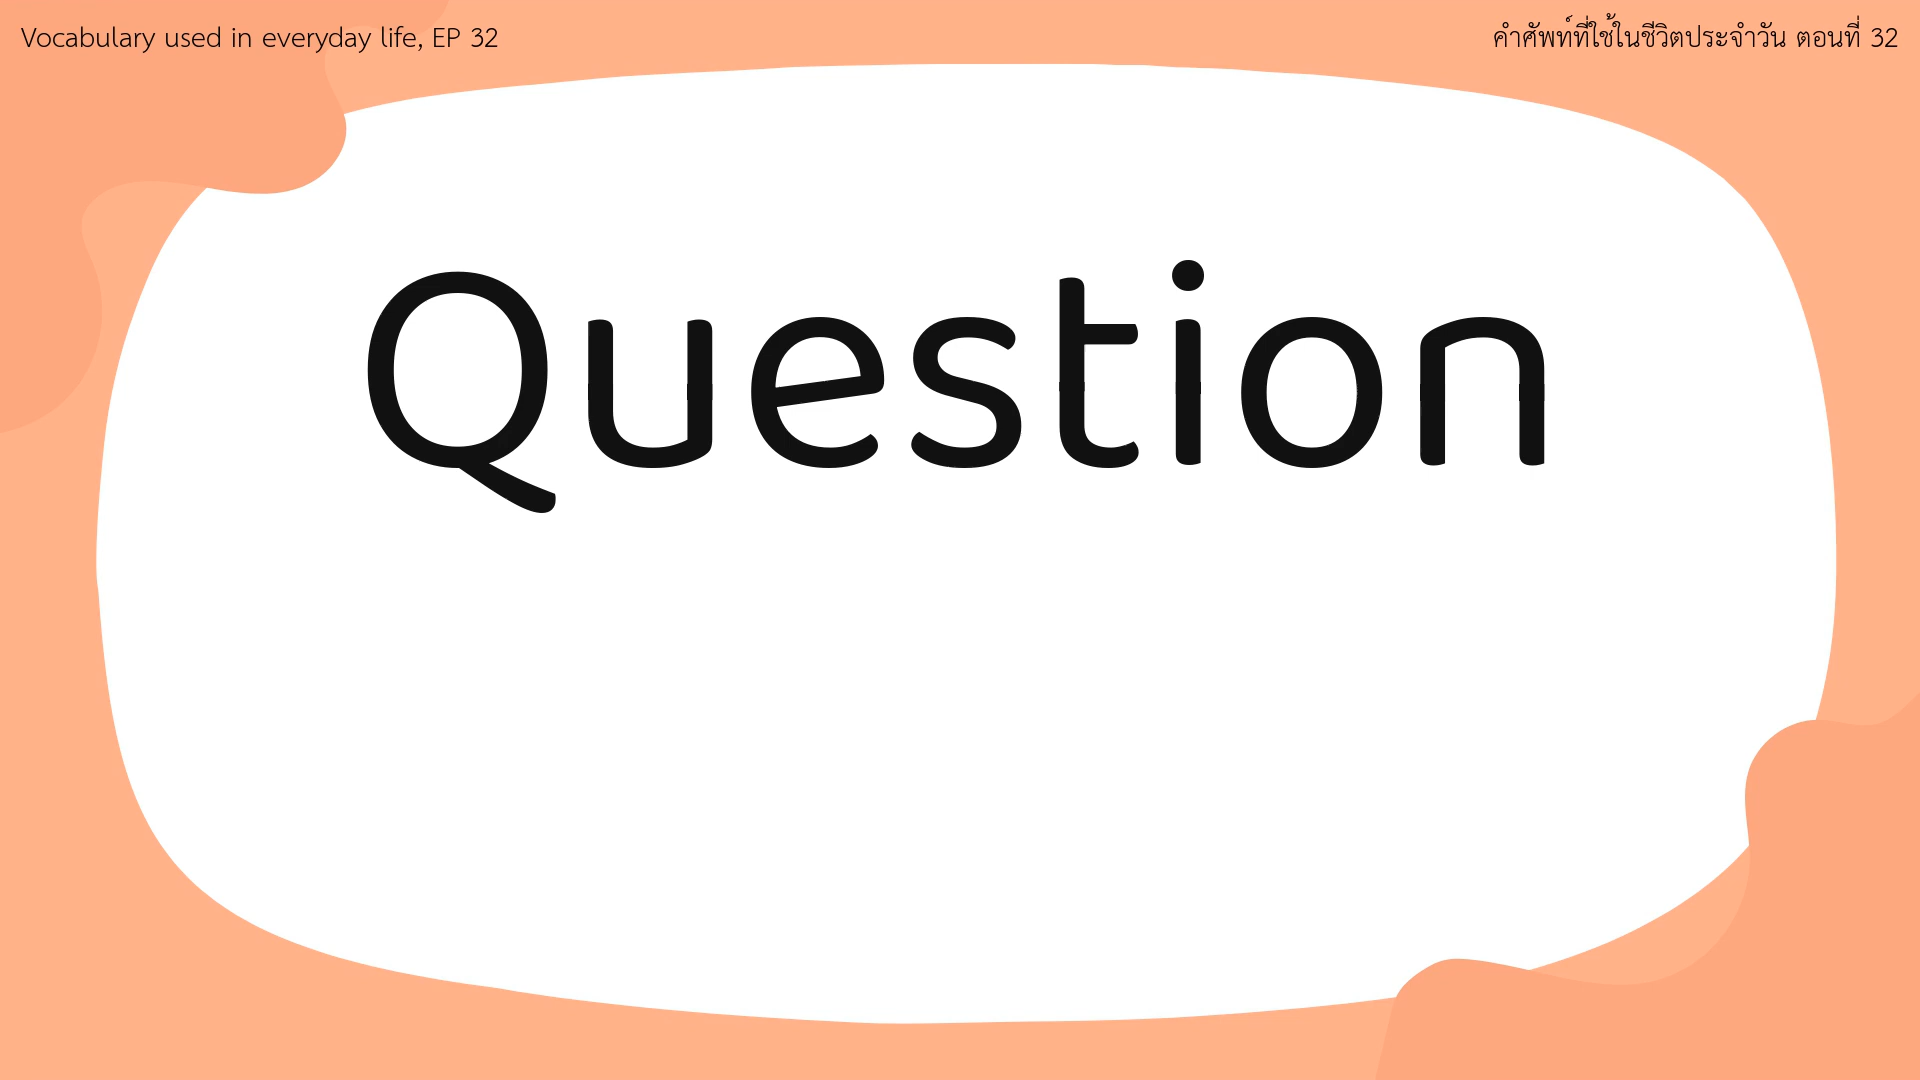 Vocabulary used in everyday life, EP 32
คำศัพท์ที่ใช้ในชีวิตประจำวัน ตอนที่ 32
Question